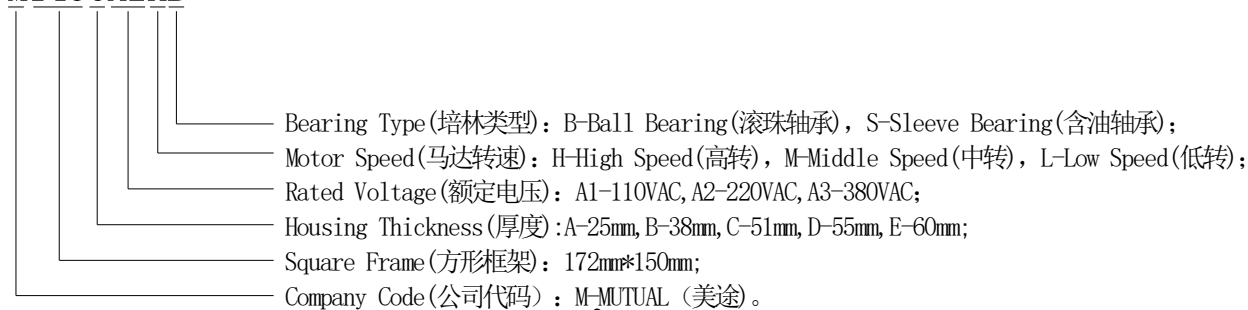 Bearing Type(培林类型): B-Ball Bearing(滚珠轴承), S-Sleeve Bearing(含油轴承);
Motor Speed(马达转速): H-High Speed(高转), M-Middle Speed(中转), L-Low Speed(低转);
Rated Voltage(额定电压): A1-110VAC,A2-220VAC,A3-380VAC;
Housing Thickness(厚度):A-25mm,B-38mm,C-51mm,D-55mm,E-60mm;
Square Frame(方形框架): 172mm*150mm;
Company Code(公司代码）: M-MUTUAL（美途)。